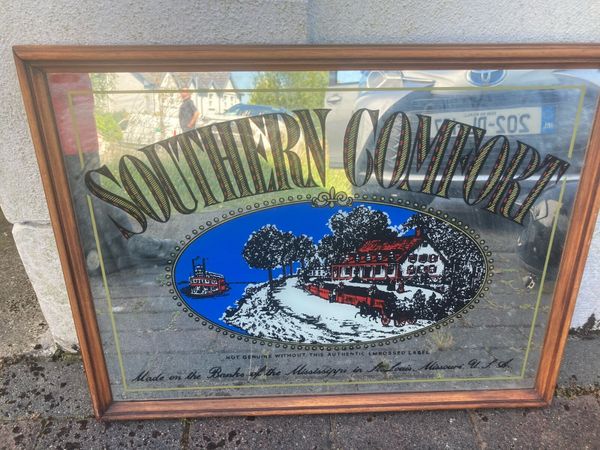 SOUTHERN COMFORT
NOT GENUINE WITHOUT THIS AUTHENTIC EMBOSSED LABEL
Made on the Banks of the Mississippi in St. Louis, Missouri, U.S.A.